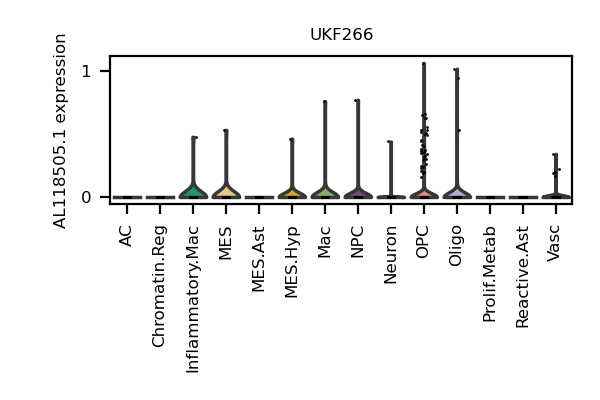 UKF266
AL118505.1 expression
1
0
AC
Chromatin.Reg
Inflammatory.Mac
MES
MES.Ast
MES.Hyp
Mac
NPC
Neuron
OPC
Oligo
Prolif.Metab
Reactive.Ast
Vasc